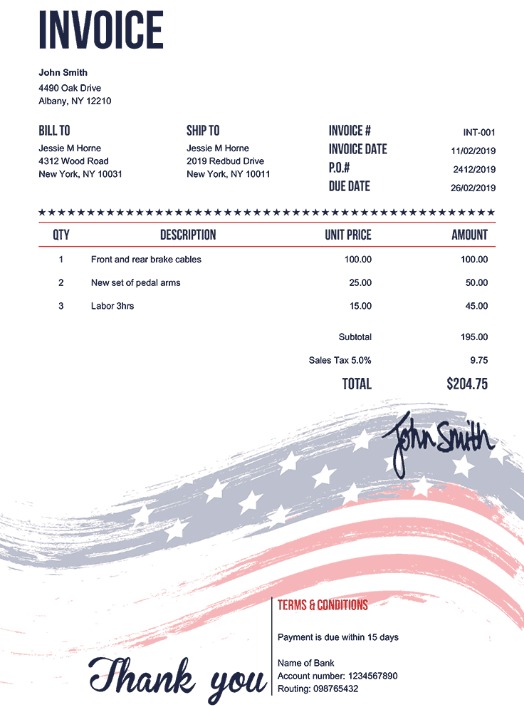 INVOICE
John Smith
4490 Oak Drive
Albany, NY 12210
BILL TO
Jessie M Horne
4312 Wood Road
New York, NY 10031
SHIP TO
Jessie M Horne
2019 Redbud Drive
New York, NY 10011
INVOICE # INT-001
INVOICE DATE 11/02/2019
P.O.# 2412/2019
DUE DATE 26/02/2019
QTY DESCRIPTION UNIT PRICE AMOUNT
1 Front and rear brake cables 100.00 100.00
2 New set of pedal arms 25.00 50.00
3 Labor 3hrs 15.00 45.00
Subtotal 195.00
Sales Tax 5.0% 9.75
TOTAL $204.75
John Smith
Thank you
TERMS & CONDITIONS
Payment is due within 15 days
Name of Bank
Account number: 1234567890
Routing: 098765432